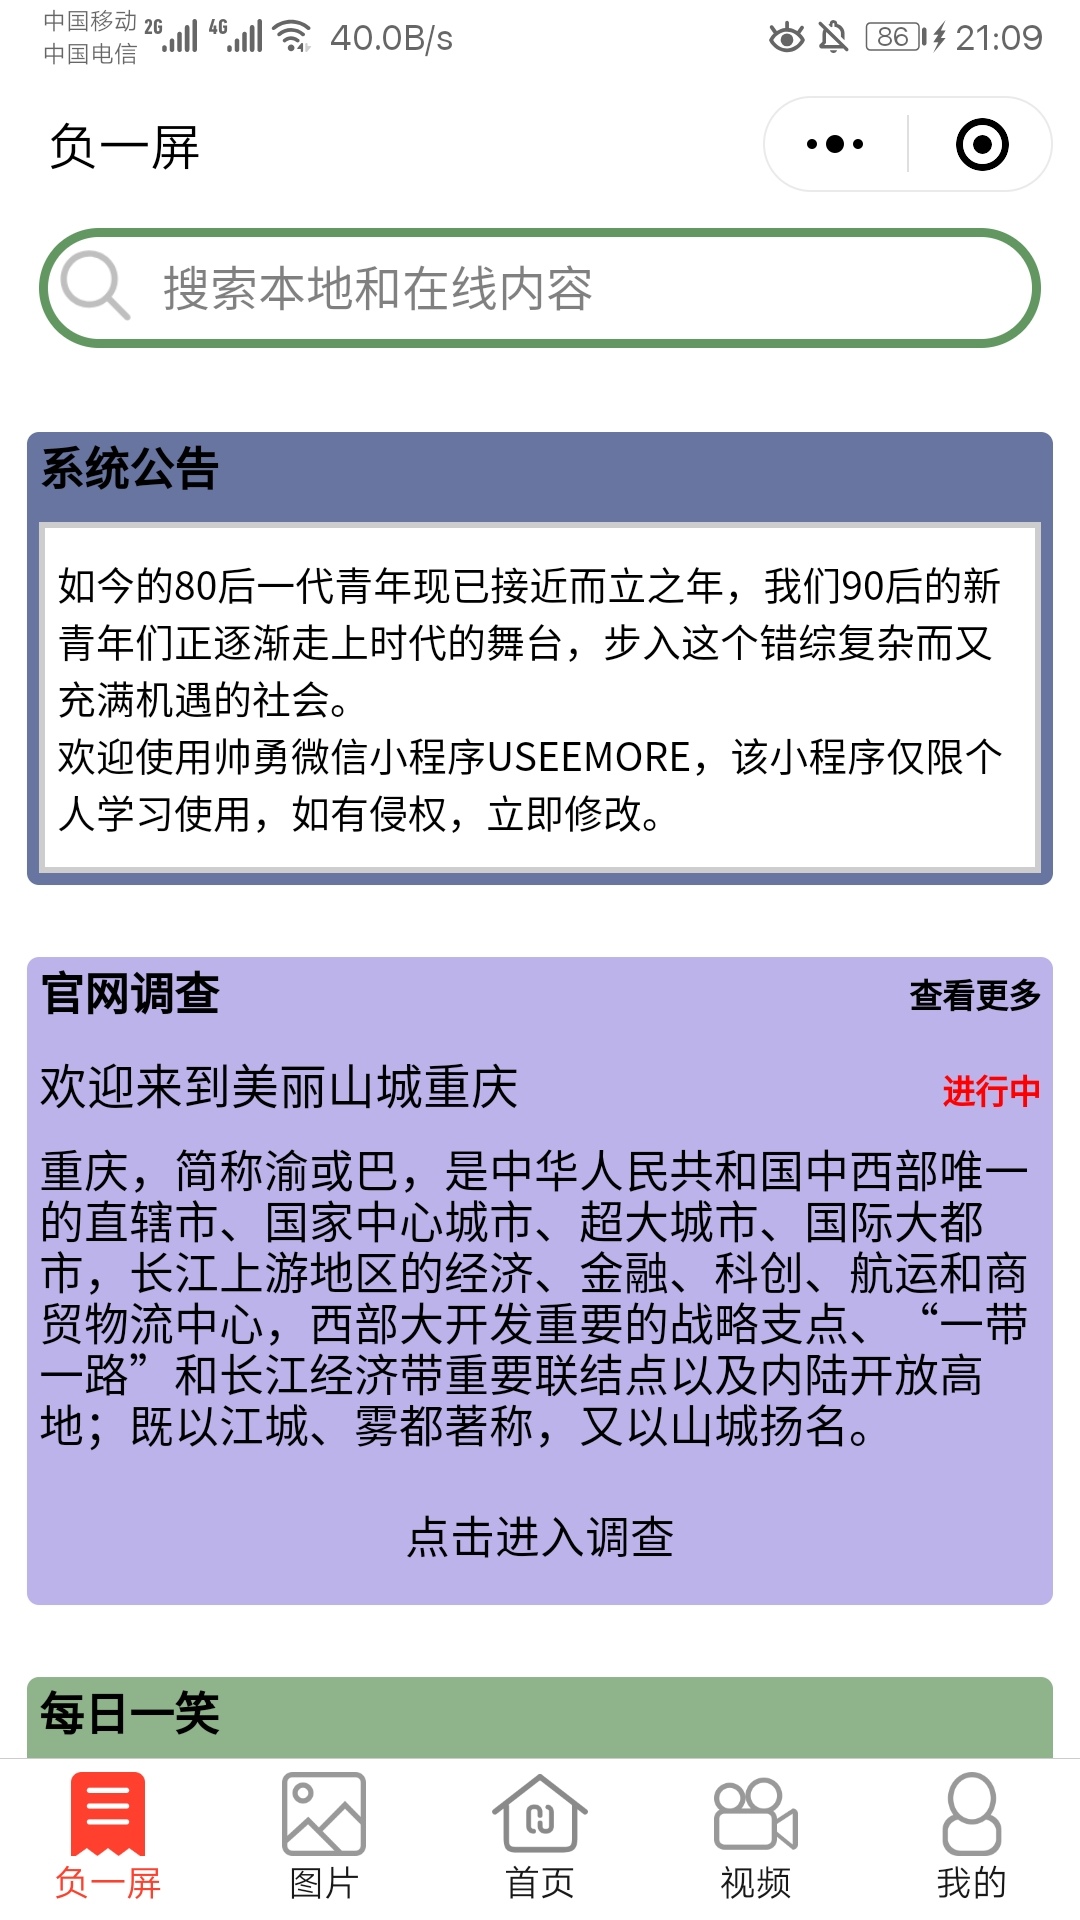 中国移动 2G 4G 40.0B/s 86 21:09
中国电信
负一屏
搜索本地和在线内容
系统公告
如今的80后一代青年现已接近而立之年，我们90后的新
青年们正逐渐走上时代的舞台，步入这个错综复杂而又
充满机遇的社会。
欢迎使用帅勇微信小程序USEEMORE，该小程序仅限个
人学习使用，如有侵权，立即修改。
官网调查 查看更多
欢迎来到美丽山城重庆 进行中
重庆，简称渝或巴，是中华人民共和国中西部唯一
的直辖市、国家中心城市、超大城市、国际大都
市，长江上游地区的经济、金融、科创、航运和商
贸物流中心，西部大开发重要的战略支点、“一带
一路”和长江经济带重要联结点以及内陆开放高
地；既以江城、雾都著称，又以山城扬名。
点击进入调查
每日一笑
负一屏 图片 首页 视频 我的